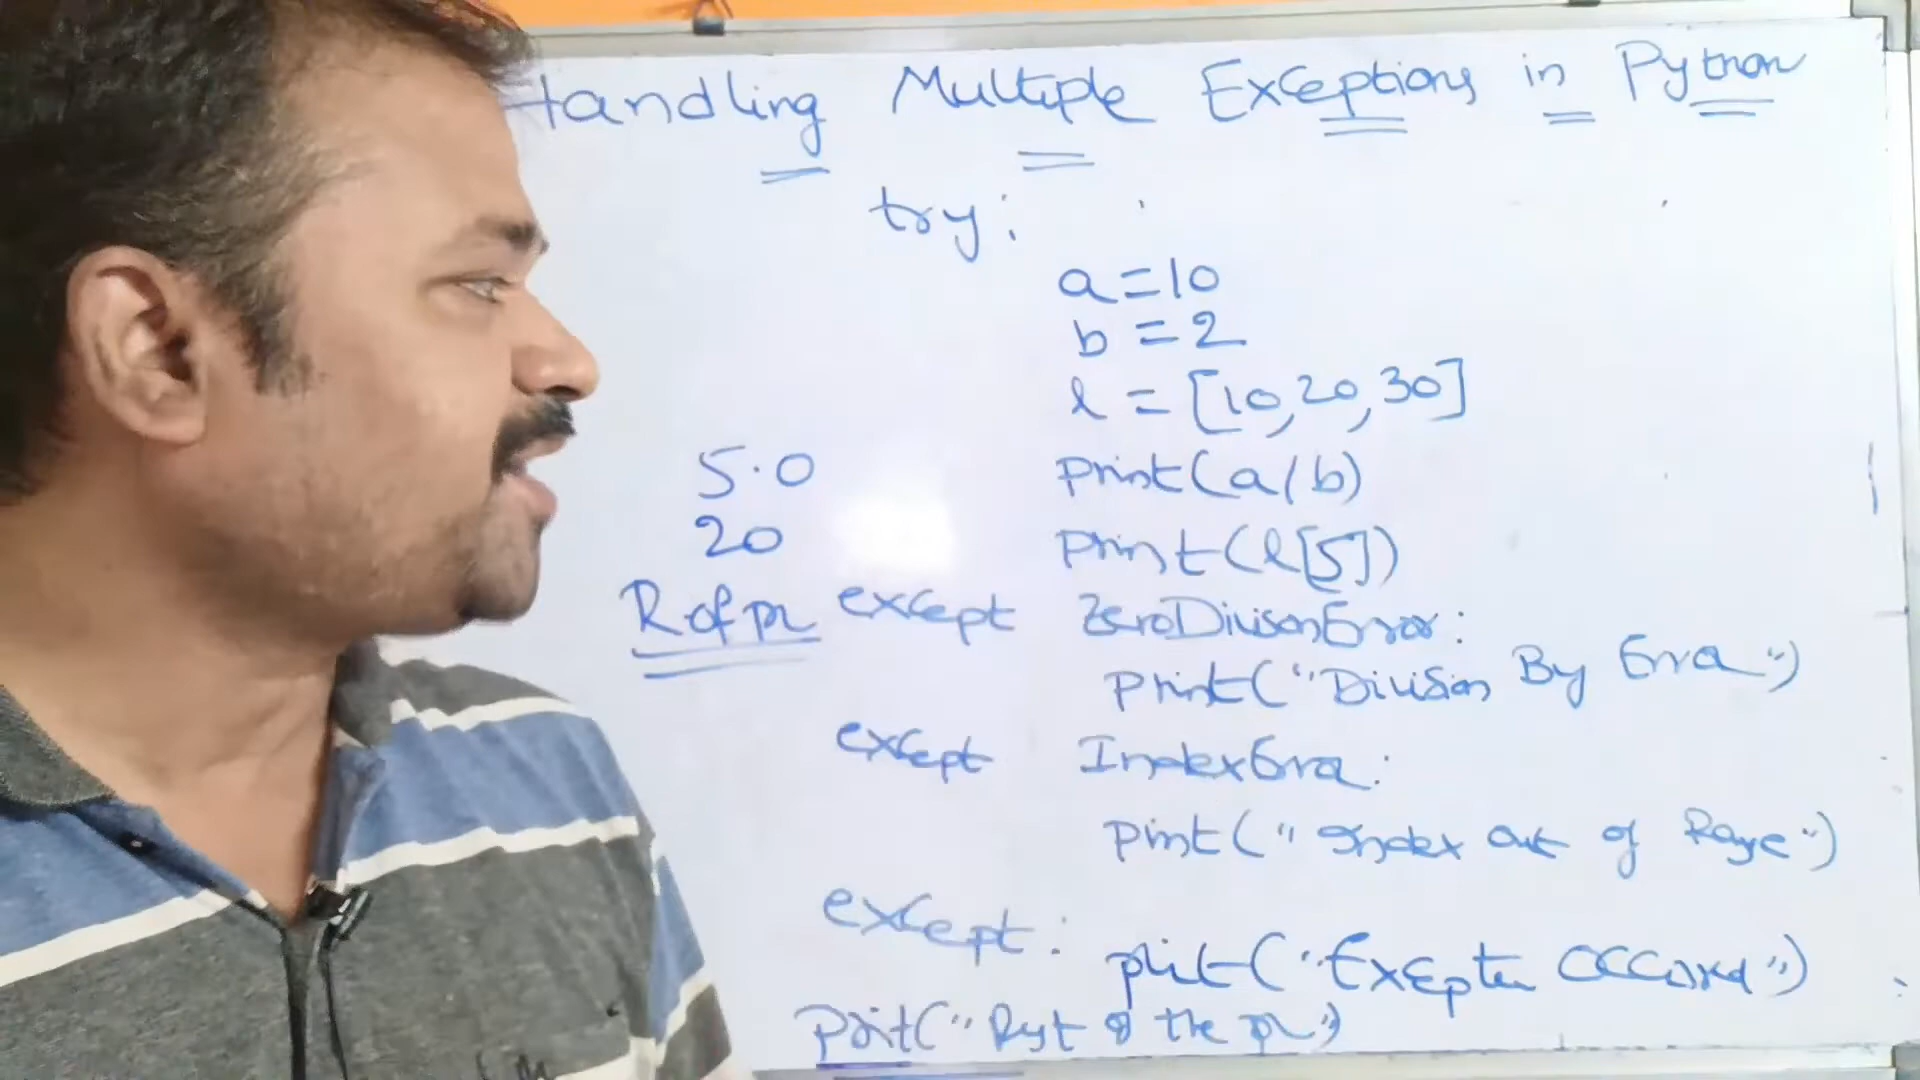 Handling Multiple Exceptions in Python
try:
a=10
b=2
l=[10,20,30]
5.0 print(a/b)
20 print(l[5])
R of pr except ZeroDivisonError:
print("Division By Error")
except IndexError:
print("Index out of Range")
except: print("Exception Occurred")
print("Rest of the pr")